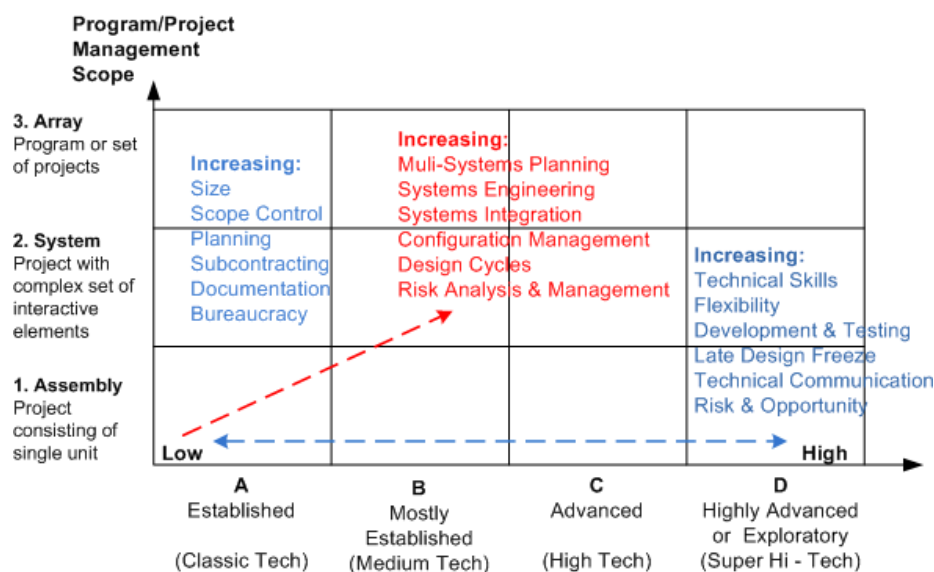 Program/Project
Management
Scope
3. Array
Program or set
of projects
2. System
Project with
complex set of
interactive
elements
1. Assembly
Project
consisting of
single unit
Increasing:
Size
Scope Control
Planning
Subcontracting
Documentation
Bureaucracy
Increasing:
Muli-Systems Planning
Systems Engineering
Systems Integration
Configuration Management
Design Cycles
Risk Analysis & Management
Increasing:
Technical Skills
Flexibility
Development & Testing
Late Design Freeze
Technical Communication
Risk & Opportunity
Low
High
A
Established
(Classic Tech)
B
Mostly
Established
(Medium Tech)
C
Advanced
(High Tech)
D
Highly Advanced
or Exploratory
(Super Hi - Tech)